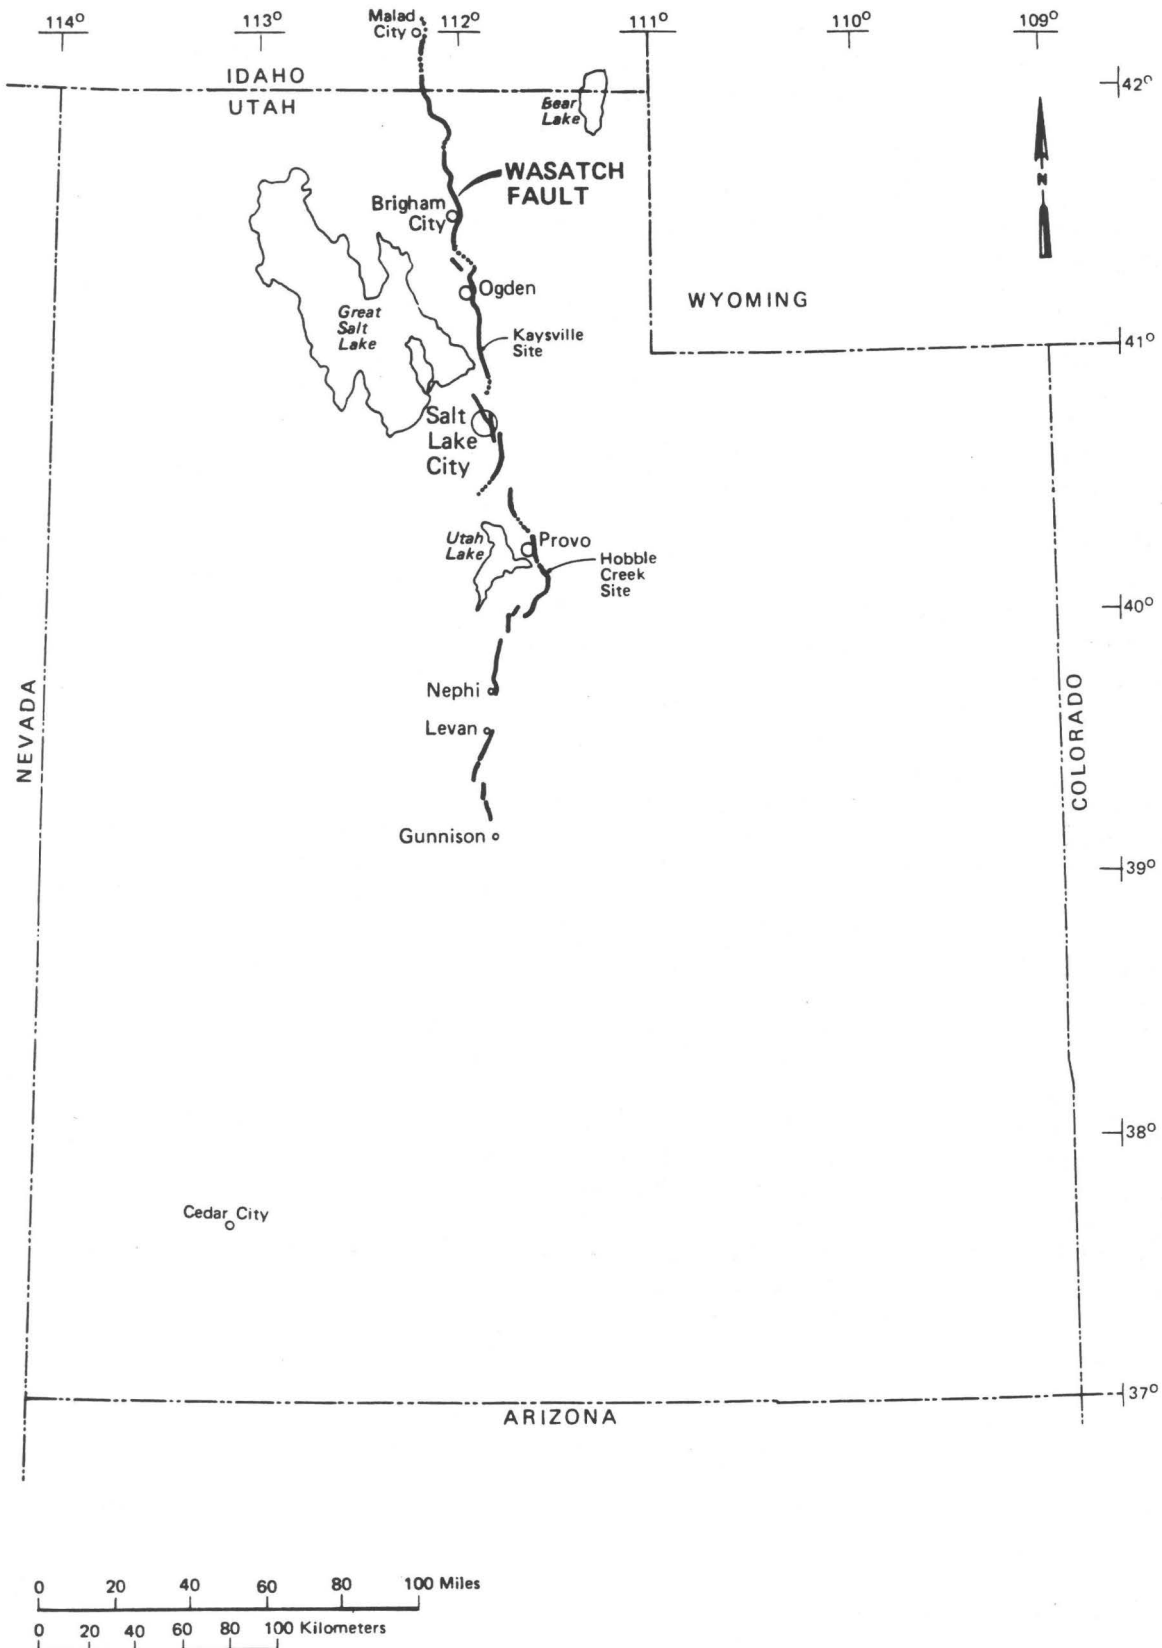 114° 113° 112° 111° 110° 109°
Malad
City
IDAHO
UTAH
42°
Bear
Lake
WASATCH
FAULT
N
Brigham
City
Ogden
WYOMING
Great
Salt
Lake
Kaysville
Site
41°
Salt
Lake
City
Utah
Lake
Provo
Hobble
Creek
Site
40°
NEVADA
Nephi
COLORADO
Levan
Gunnison
39°
38°
Cedar City
37°
ARIZONA
0 20 40 60 80 100 Miles
0 20 40 60 80 100 Kilometers